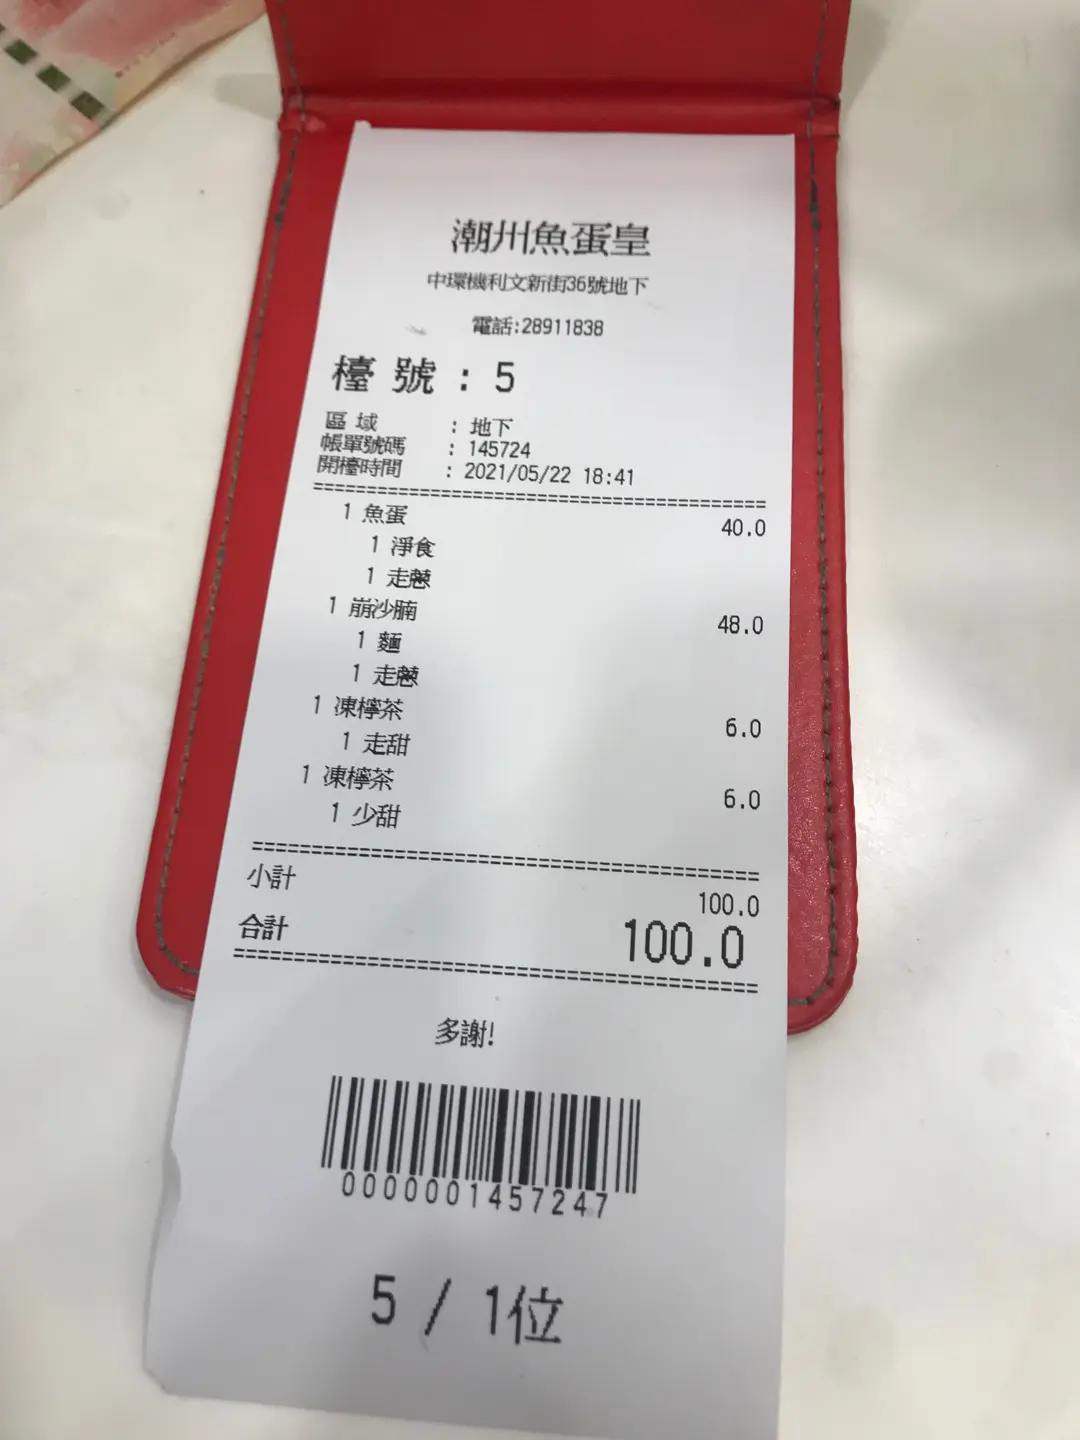 潮州魚蛋皇
中環機利文新街36號地下
電話:28911838
檯 號 : 5
區 域 : 地下
帳單號碼 : 145724
開檯時間 : 2021/05/22 18:41
1 魚蛋 40.0
1 淨食
1 走蔥
1 崩沙腩 48.0
1 麵
1 走蔥
1 凍檸茶 6.0
1 走甜
1 凍檸茶 6.0
1 少甜
小計 100.0
合計 100.0
多謝!
0000001457247
5 / 1位